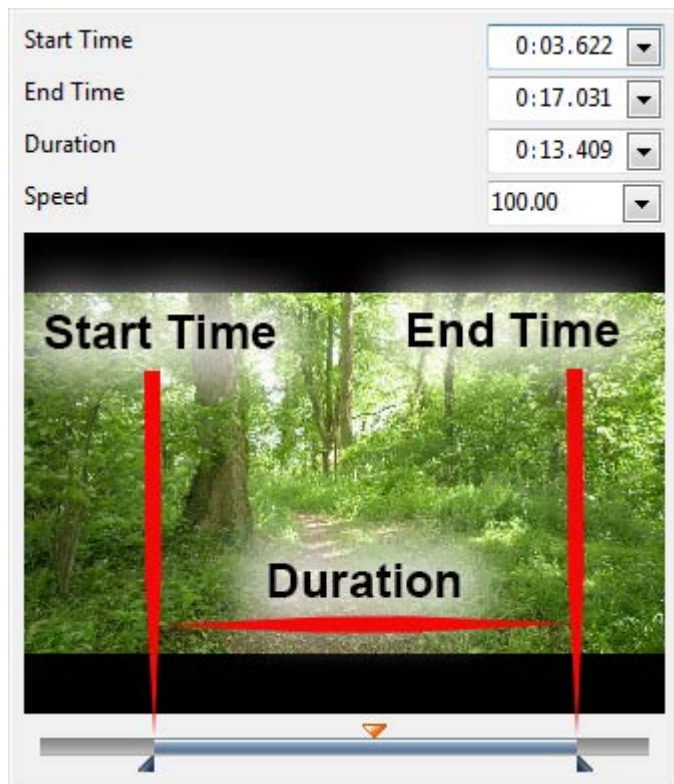 Start Time 0:03.622
End Time 0:17.031
Duration 0:13.409
Speed 100.00
Start Time End Time
Duration